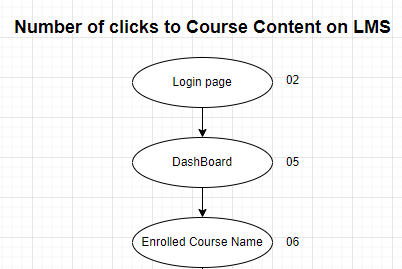 Number of clicks to Course Content on LMS
Login page 02
DashBoard 05
Enrolled Course Name 06